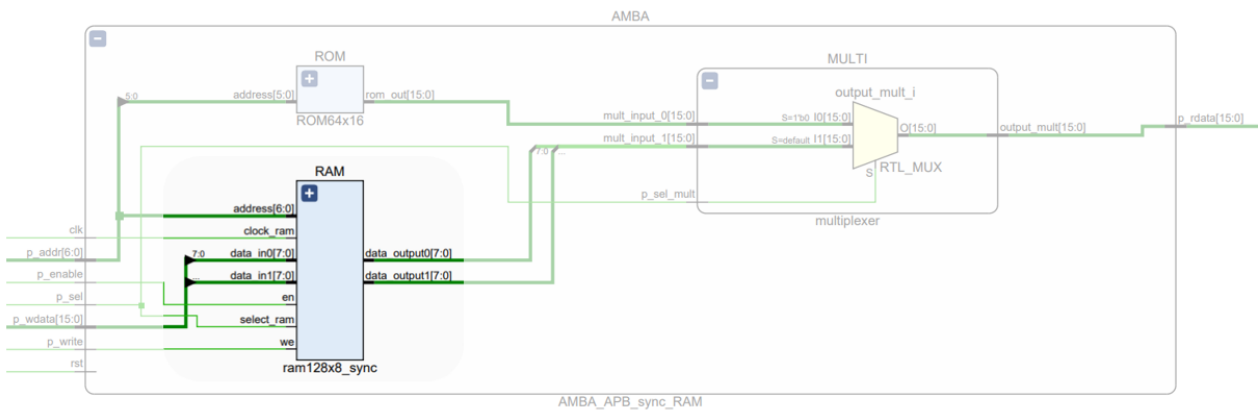 AMBA
ROM
5:0
address[5:0]
rom_out[15:0]
ROM64x16
MULTI
output_mult_i
mult_input_0[15:0]
S=1'b0 I0[15:0]
O[15:0]
output_mult[15:0]
p_rdata[15:0]
mult_input_1[15:0]
S=default I1[15:0]
7:0
...
S
RTL_MUX
p_sel_mult
multiplexer
RAM
address[6:0]
clk
clock_ram
p_addr[6:0]
7:0
data_in0[7:0]
data_output0[7:0]
p_enable
...
data_in1[7:0]
data_output1[7:0]
p_sel
en
p_wdata[15:0]
select_ram
p_write
we
rst
ram128x8_sync
AMBA_APB_sync_RAM